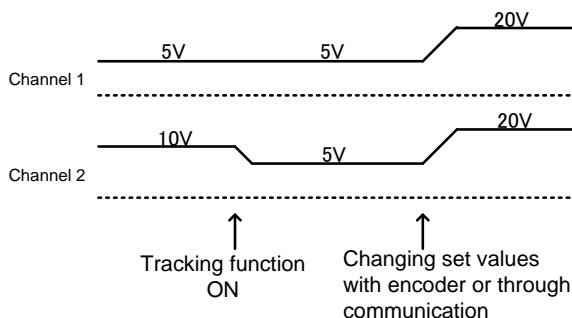 20V
5V 5V
Channel 1
20V
10V
5V
Channel 2
Tracking function
ON
Changing set values
with encoder or through
communication